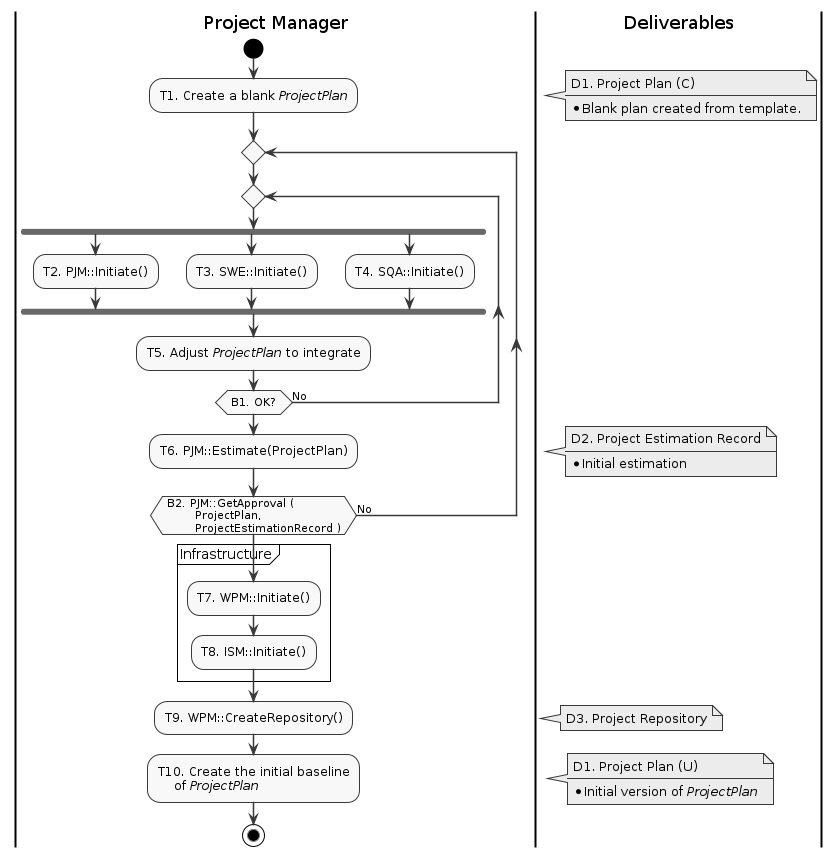 Project Manager
Deliverables
T1. Create a blank ProjectPlan
D1. Project Plan (C)
•Blank plan created from template.
T2. PJM::Initiate()
T3. SWE::Initiate()
T4. SQA::Initiate()
T5. Adjust ProjectPlan to integrate
B1. OK?
No
T6. PJM::Estimate(ProjectPlan)
D2. Project Estimation Record
•Initial estimation
B2. PJM::GetApproval (
ProjectPlan,
ProjectEstimationRecord )
No
Infrastructure
T7. WPM::Initiate()
T8. ISM::Initiate()
T9. WPM::CreateRepository()
D3. Project Repository
T10. Create the initial baseline
of ProjectPlan
D1. Project Plan (U)
•Initial version of ProjectPlan